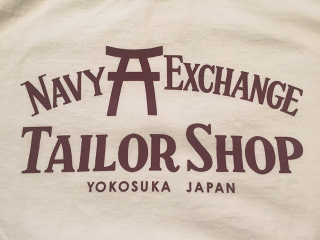 NAVY EXCHANGE
TAILOR SHOP
YOKOSUKA JAPAN